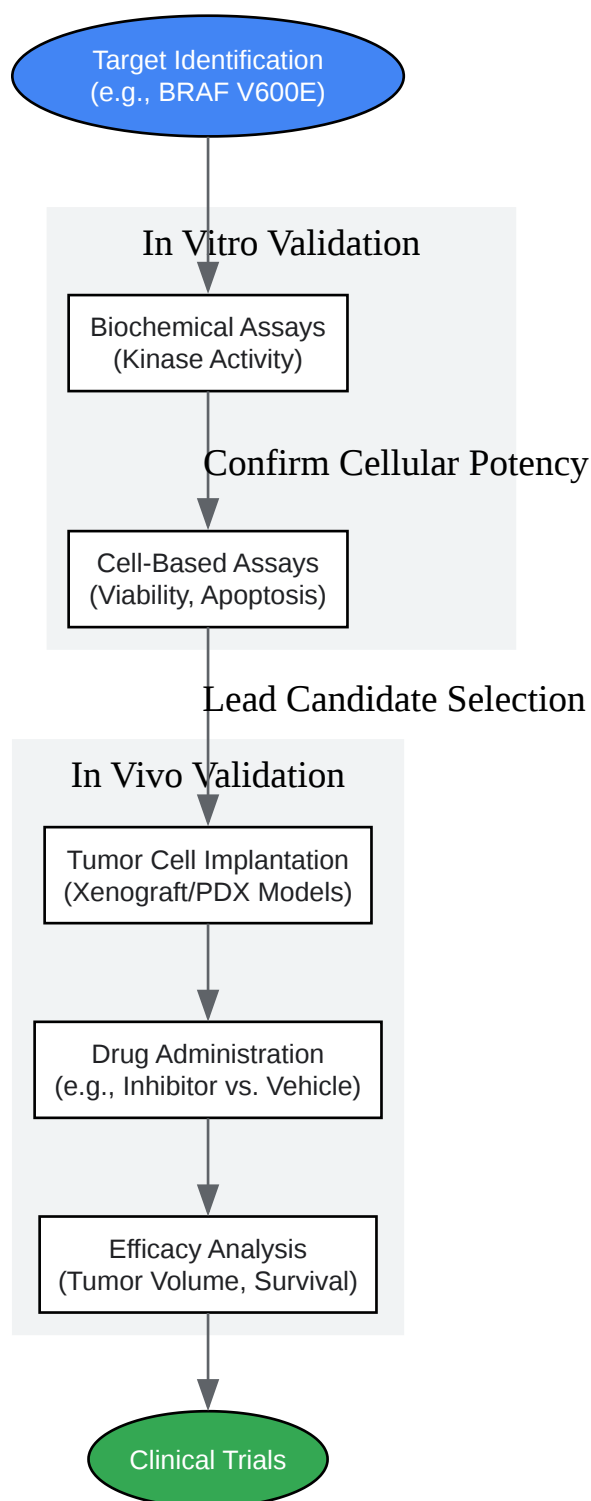 Target Identification
(e.g., BRAF V600E)
In Vitro Validation
Biochemical Assays
(Kinase Activity)
Confirm Cellular Potency
Cell-Based Assays
(Viability, Apoptosis)
Lead Candidate Selection
In Vivo Validation
Tumor Cell Implantation
(Xenograft/PDX Models)
Drug Administration
(e.g., Inhibitor vs. Vehicle)
Efficacy Analysis
(Tumor Volume, Survival)
Clinical Trials